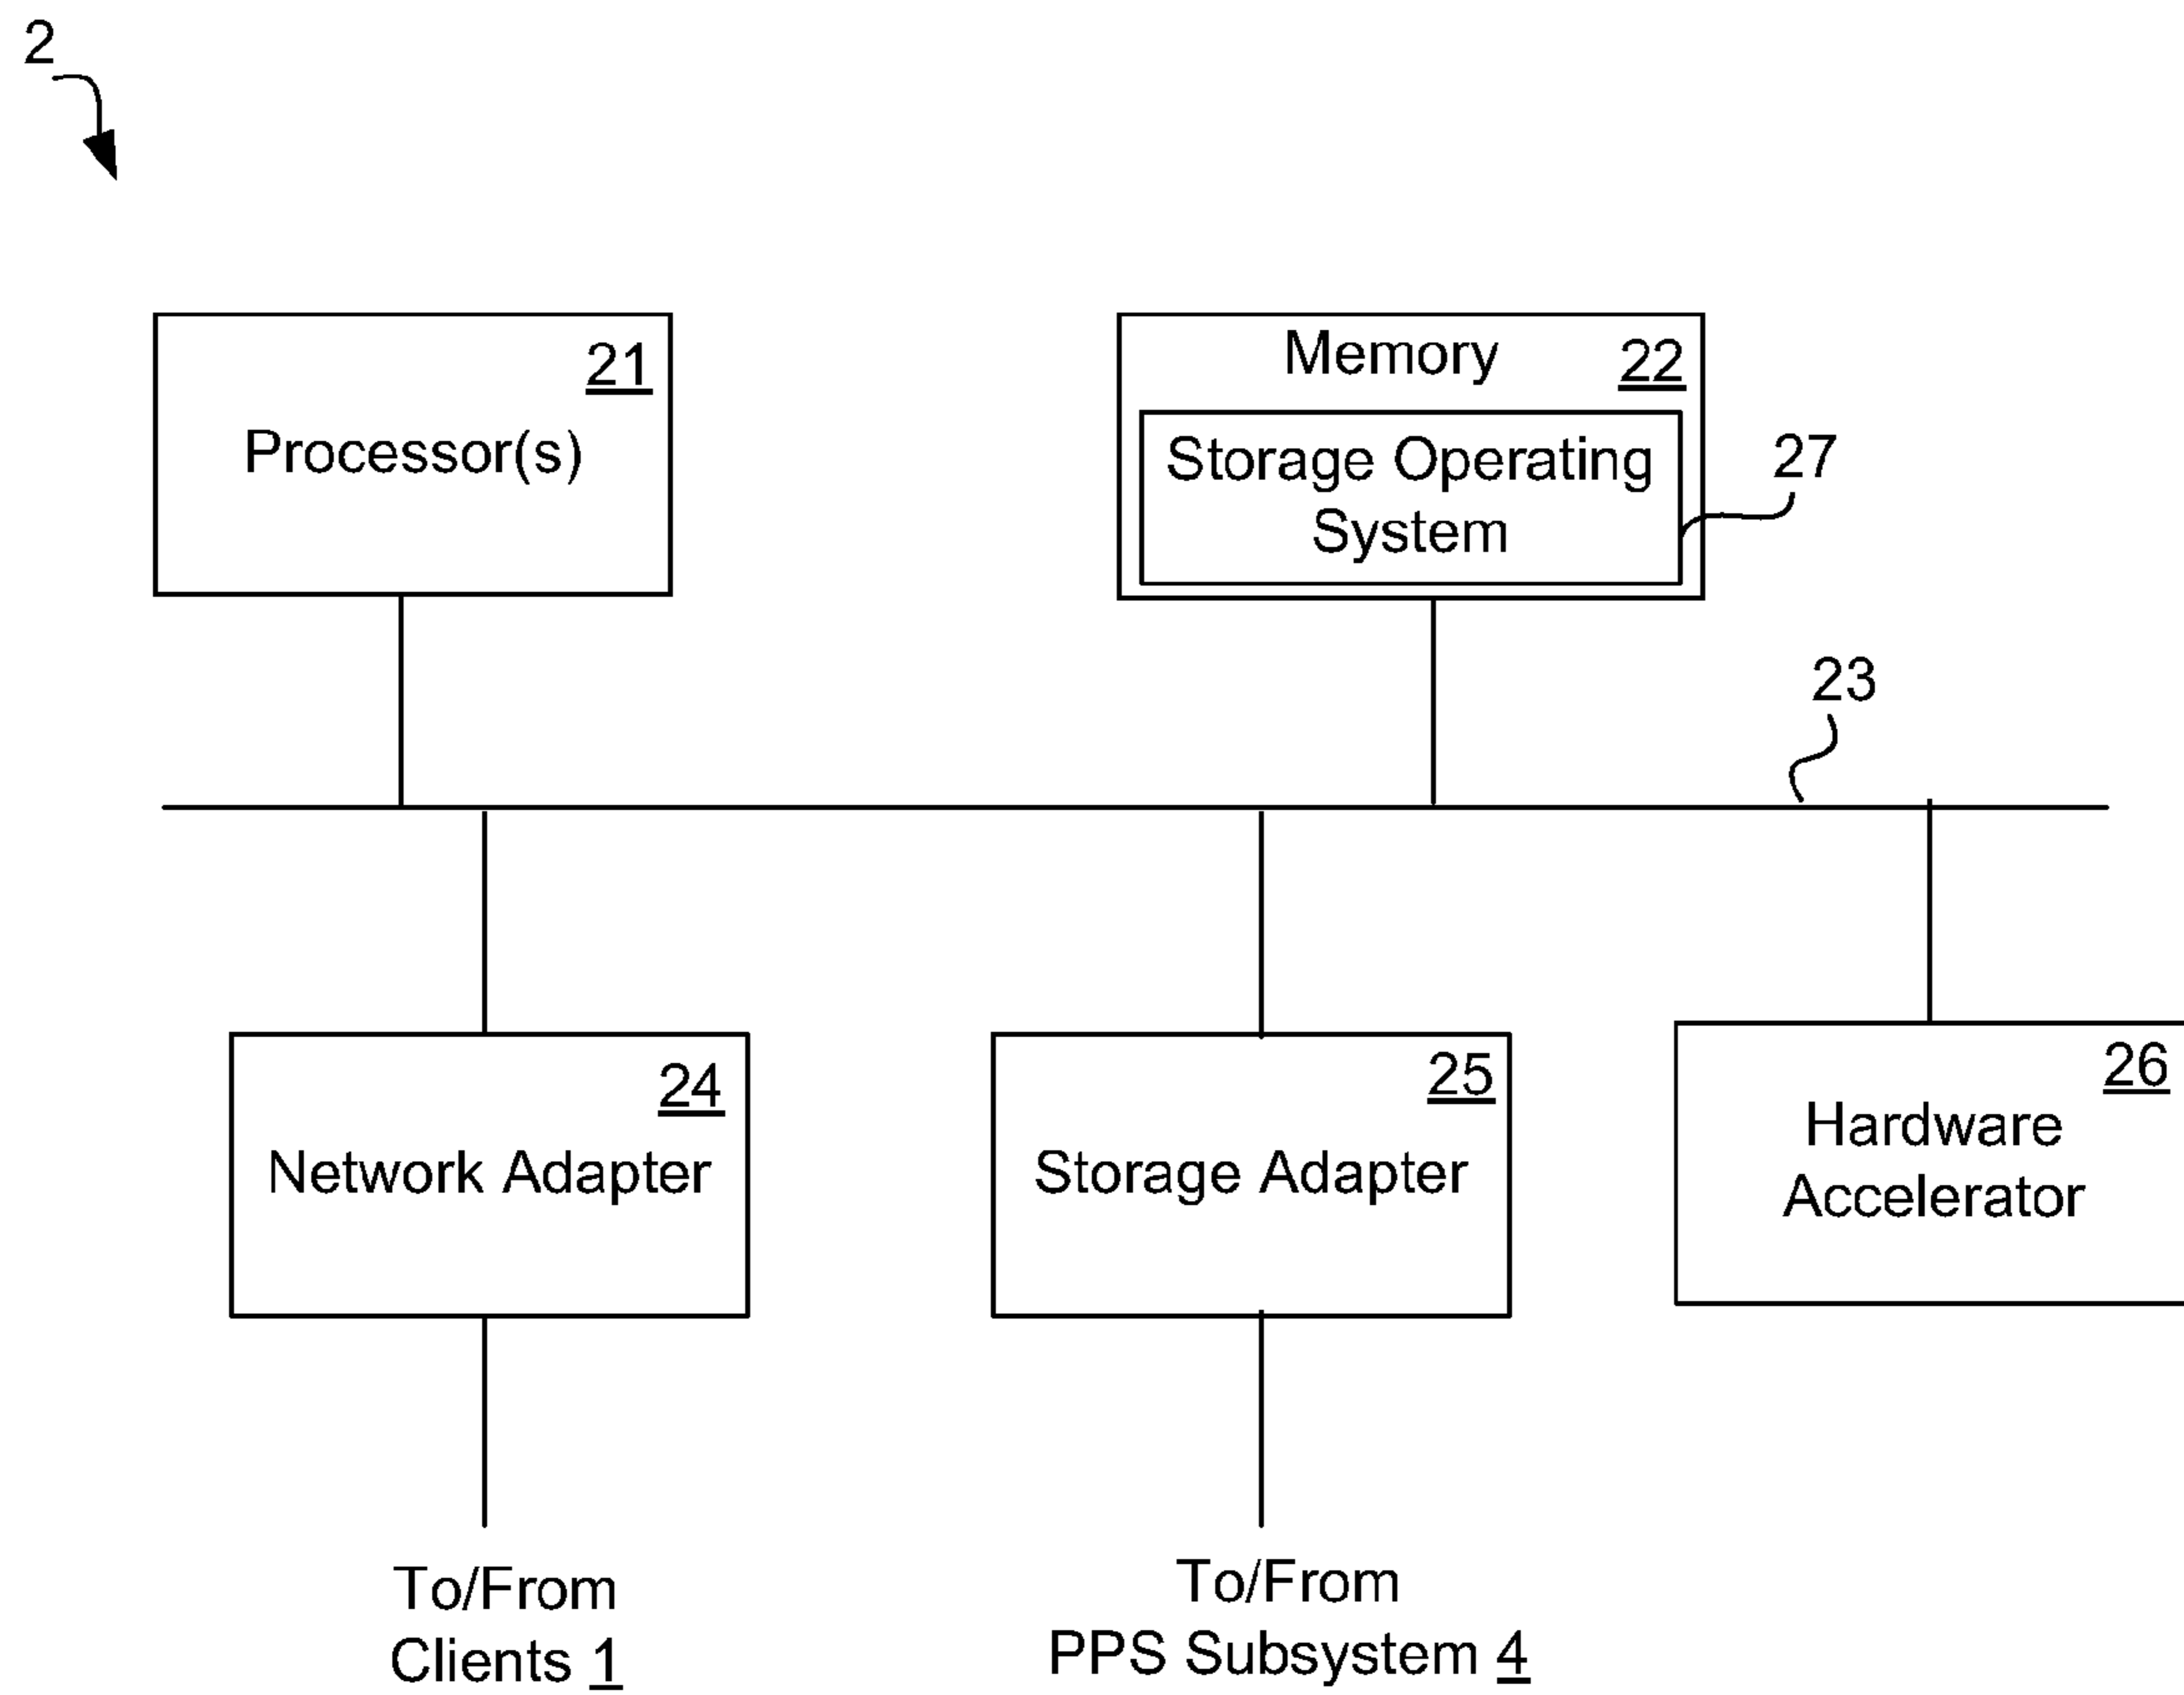 2
21
Processor(s)
Memory
22
Storage Operating
System
27
23
24
Network Adapter
25
Storage Adapter
26
Hardware
Accelerator
To/From
Clients 1
To/From
PPS Subsystem 4